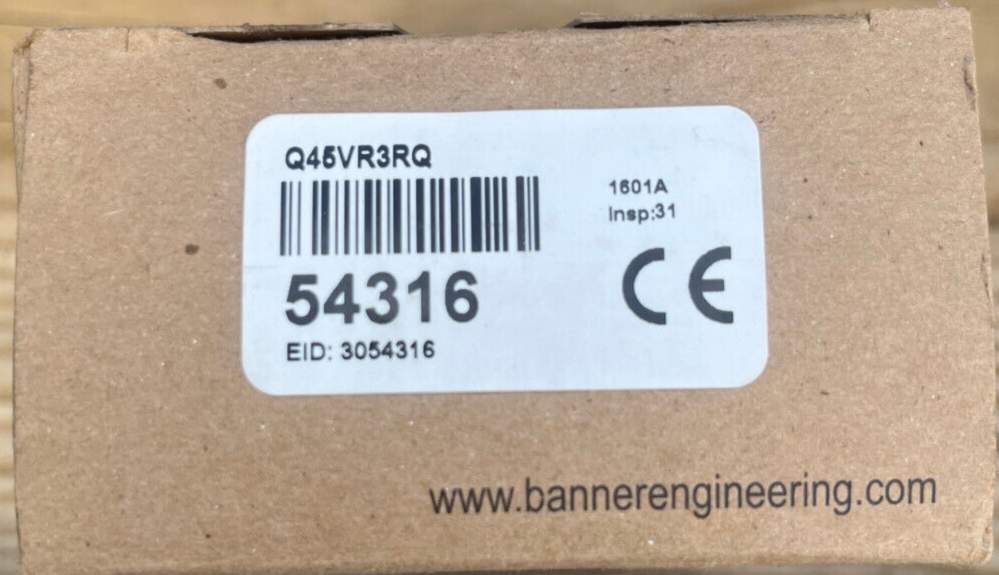 Q45VR3RQ
1601A
Insp:31
54316
CE
EID: 3054316
www.bannerengineering.com